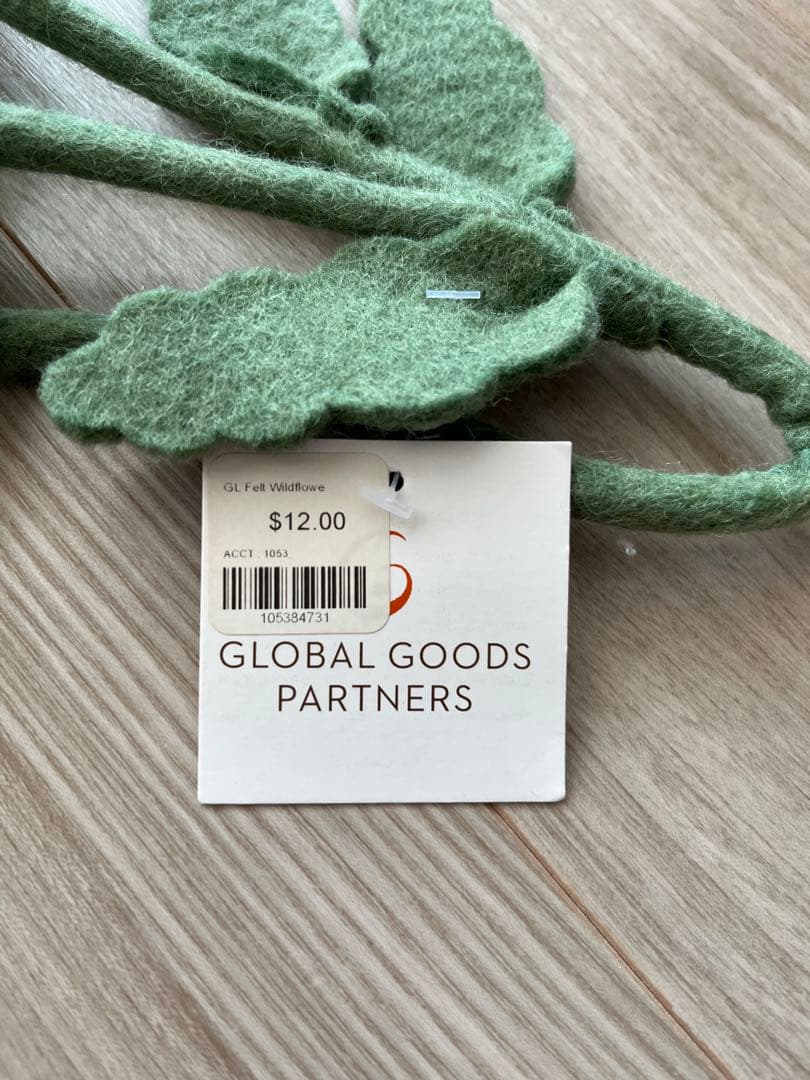 GL Felt Wildflowe
$12.00
ACCT : 1053
105384731
GLOBAL GOODS
PARTNERS